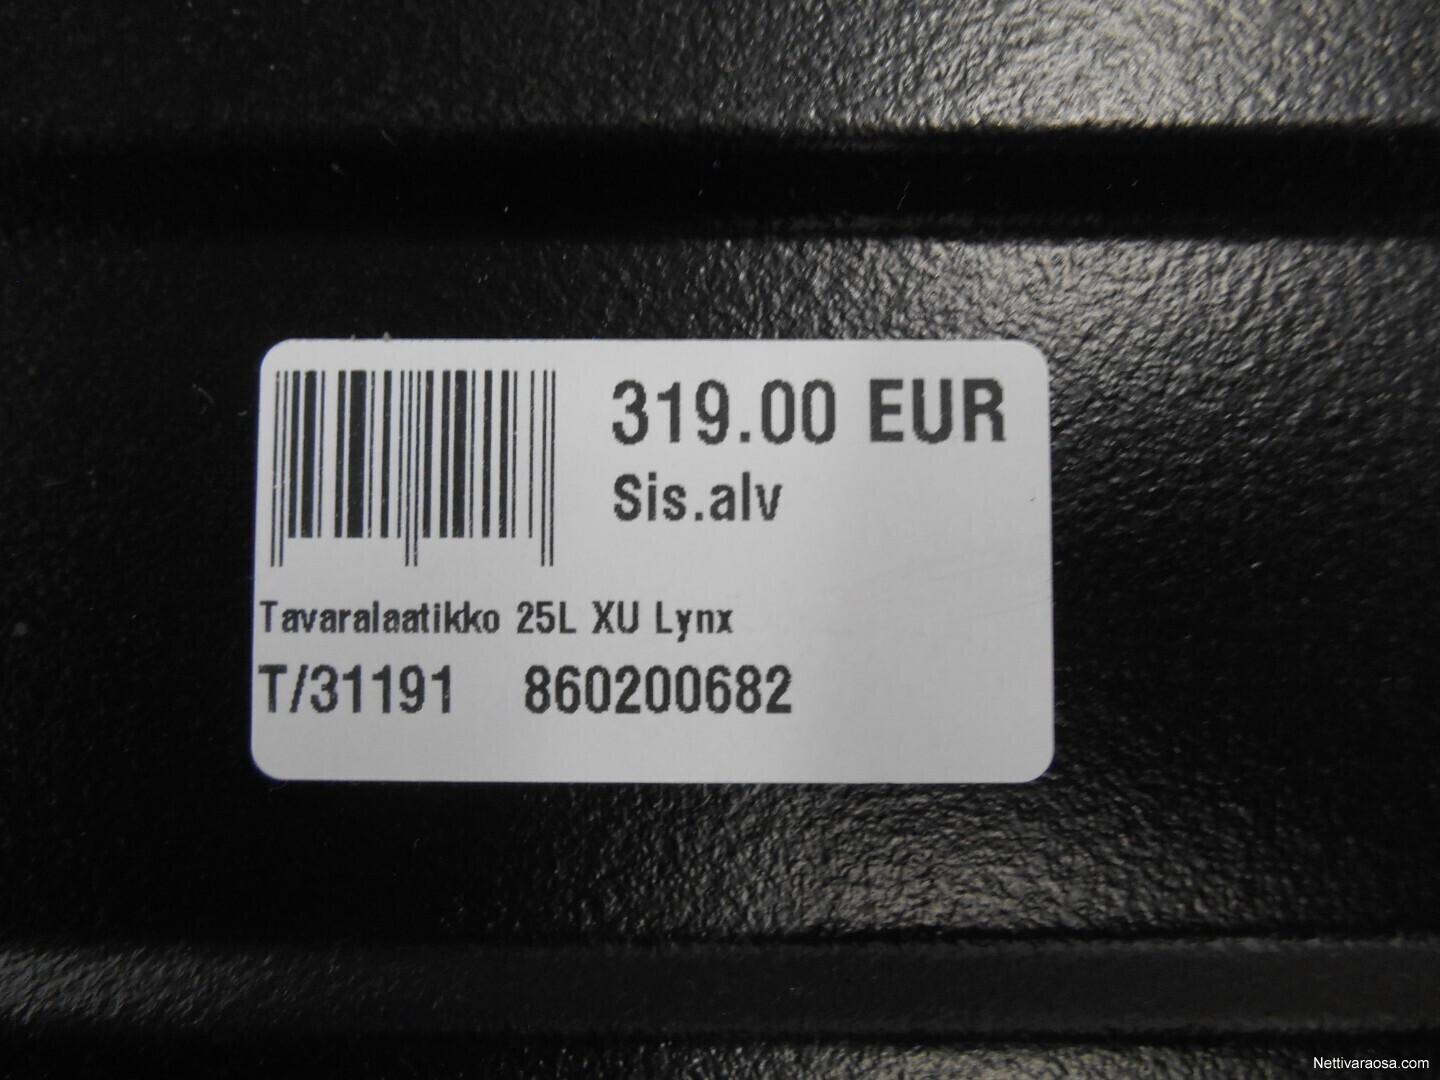 319.00 EUR
Sis.alv
Tavaralaatikko 25L XU Lynx
T/31191 860200682
Nettivaraosa.com